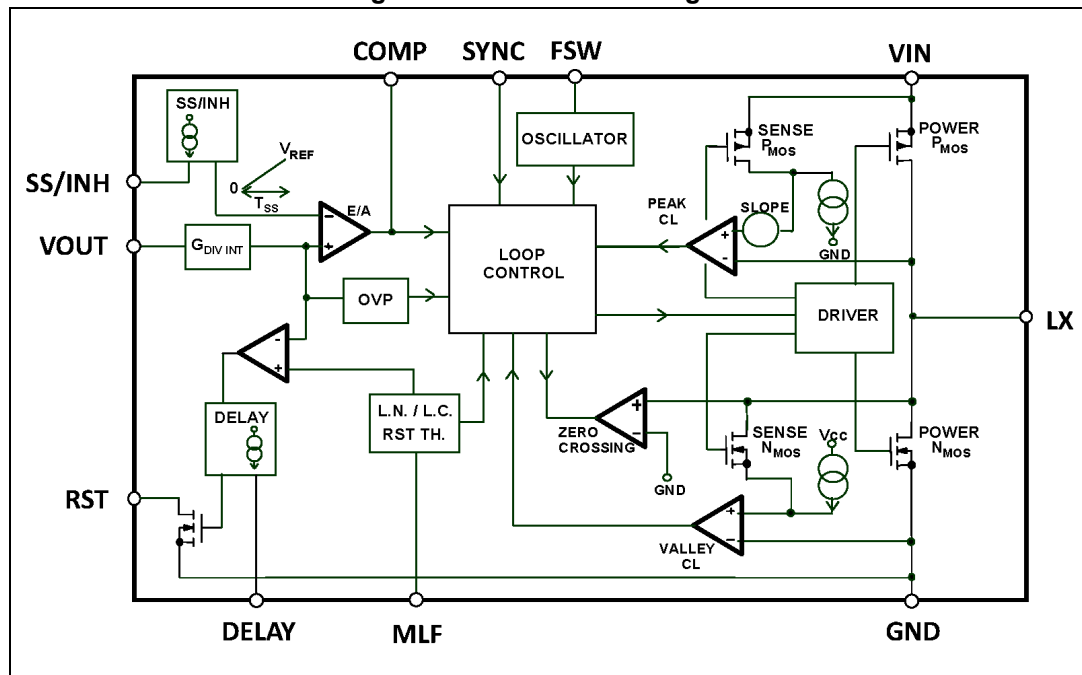 COMP SYNC FSW VIN
SS/INH
OSCILLATOR
SENSE
PMOS
POWER
PMOS
VREF
0
TSS
SS/INH
E/A
PEAK
CL
SLOPE
GND
VOUT
GDIV INT
LOOP
CONTROL
OVP
DRIVER
LX
L.N. / L.C.
RST TH.
DELAY
ZERO
CROSSING
GND
SENSE
NMOS
Vcc
POWER
NMOS
RST
VALLEY
CL
DELAY MLF GND
- + - + + - + - + - + -